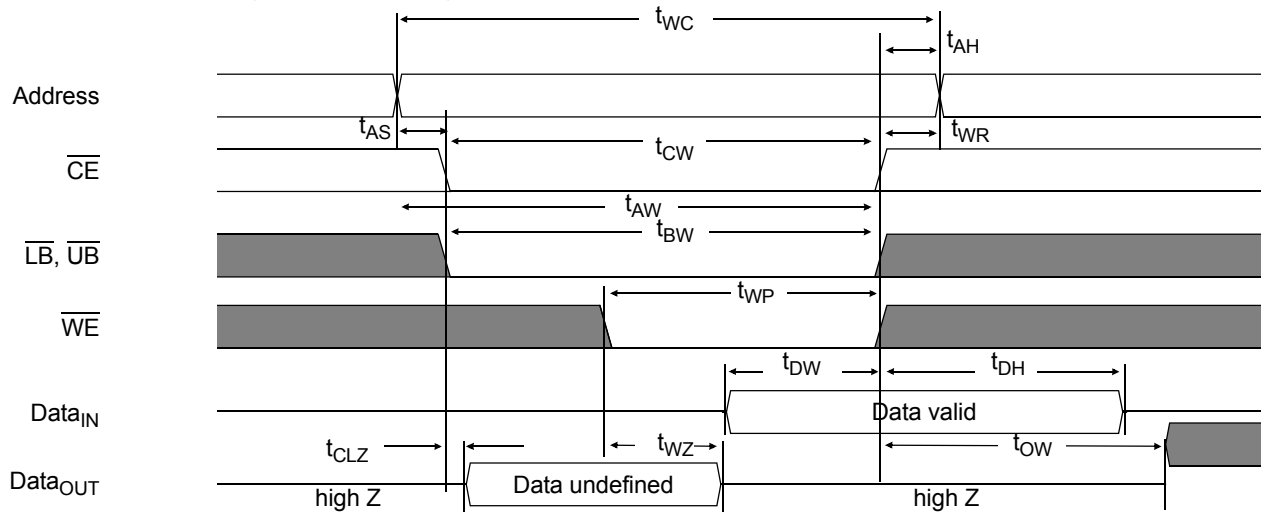 tWC
tAH
Address
tAS
tWR
tCW
CE
tAW
tBW
LB, UB
tWP
WE
tDW
tDH
DataIN
Data valid
tCLZ
tWZ
tOW
DataOUT
high Z
Data undefined
high Z